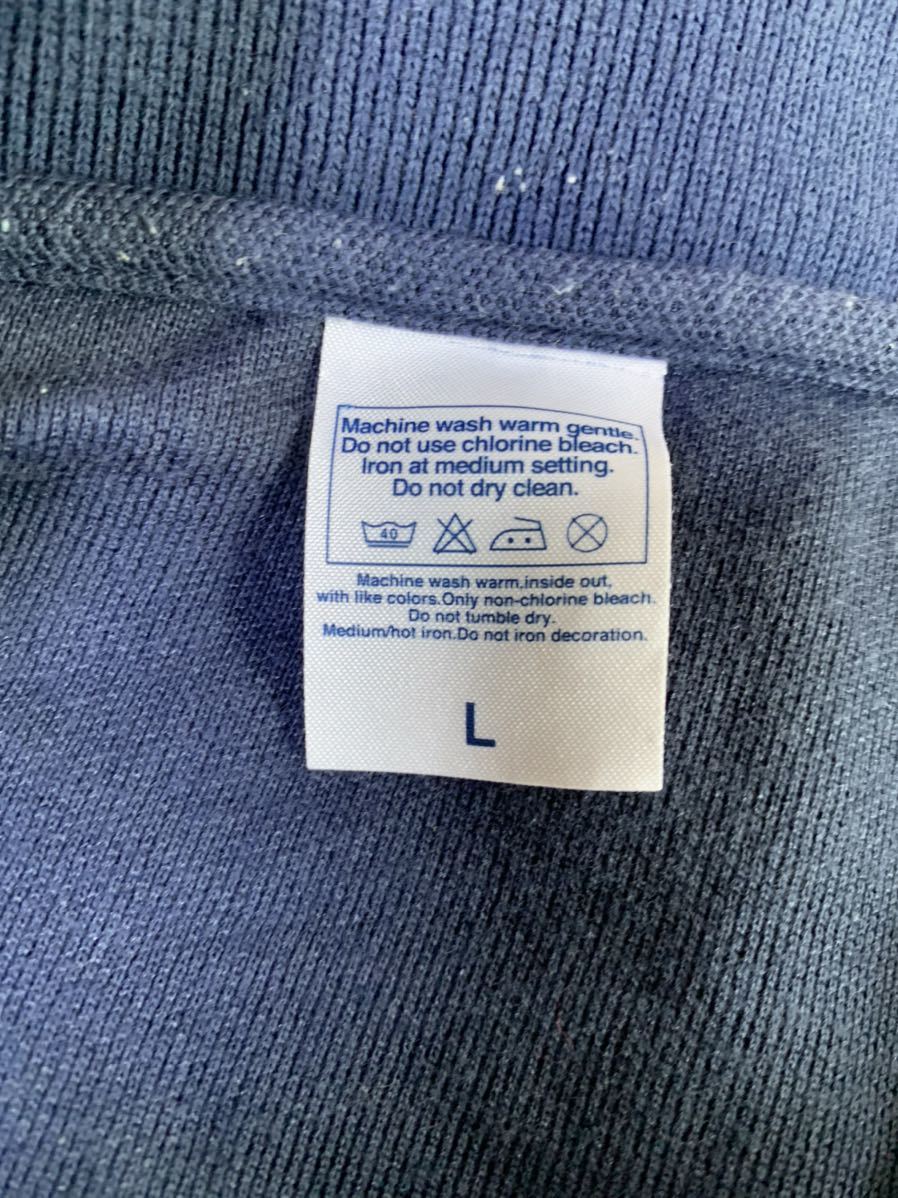 Machine wash warm gentle.
Do not use chlorine bleach.
Iron at medium setting.
Do not dry clean.
40
Machine wash warm,inside out,
with like colors.Only non-chlorine bleach.
Do not tumble dry.
Medium/hot iron.Do not iron decoration.
L